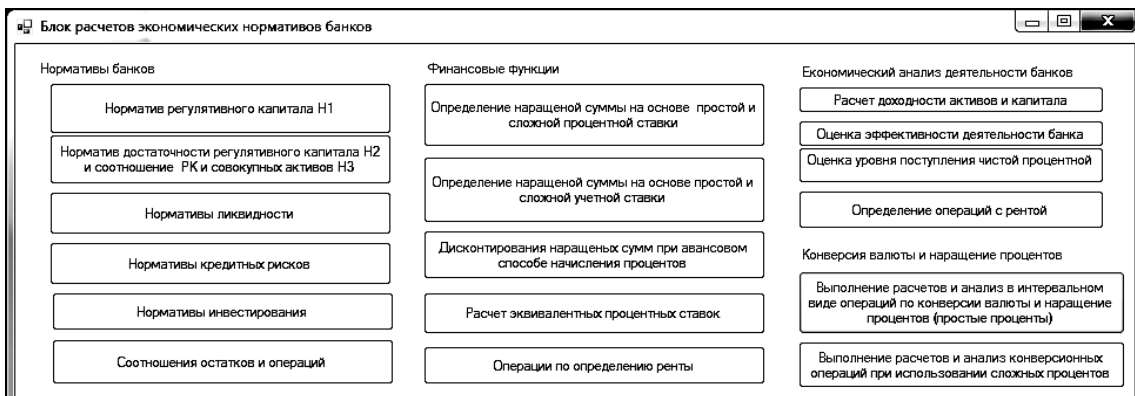 Блок расчетов экономических нормативов банков
Нормативы банков
Норматив регулятивного капитала Н1
Норматив достаточности регулятивного капитала Н2
и соотношение РК и совокупных активов Н3
Нормативы ликвидности
Нормативы кредитных рисков
Нормативы инвестирования
Соотношения остатков и операций
Финансовые функции
Определение наращеной суммы на основе простой и
сложной процентной ставки
Определение наращеной суммы на основе простой и
сложной учетной ставки
Дисконтирования наращеных сумм при авансовом
способе начисления процентов
Расчет эквивалентных процентных ставок
Операции по определению ренты
Економический анализ деятельности банков
Расчет доходности активов и капитала
Оценка эффективности деятельности банка
Оценка уровня поступления чистой процентной
Определение операций с рентой
Конверсия валюты и наращение процентов
Выполнение расчетов и анализ в интервальном
виде операций по конверсии валюты и наращение
процентов (простые проценты)
Выполнение расчетов и анализ конверсионных
операций при использовании сложных процентов